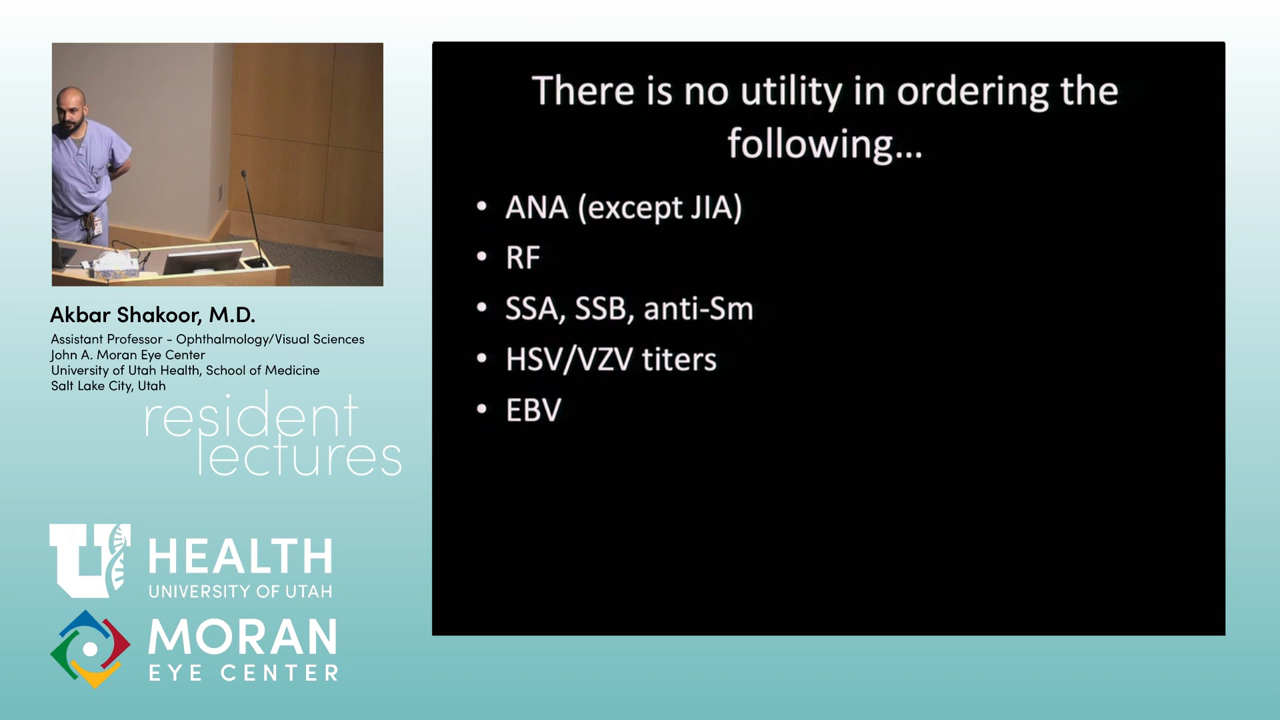 There is no utility in ordering the
following...
• ANA (except JIA)
• RF
• SSA, SSB, anti-Sm
• HSV/VZV titers
• EBV
Akbar Shakoor, M.D.
Assistant Professor - Ophthalmology/Visual Sciences
John A. Moran Eye Center
University of Utah Health, School of Medicine
Salt Lake City, Utah
resident
lectures
U HEALTH
UNIVERSITY OF UTAH
MORAN
EYE CENTER